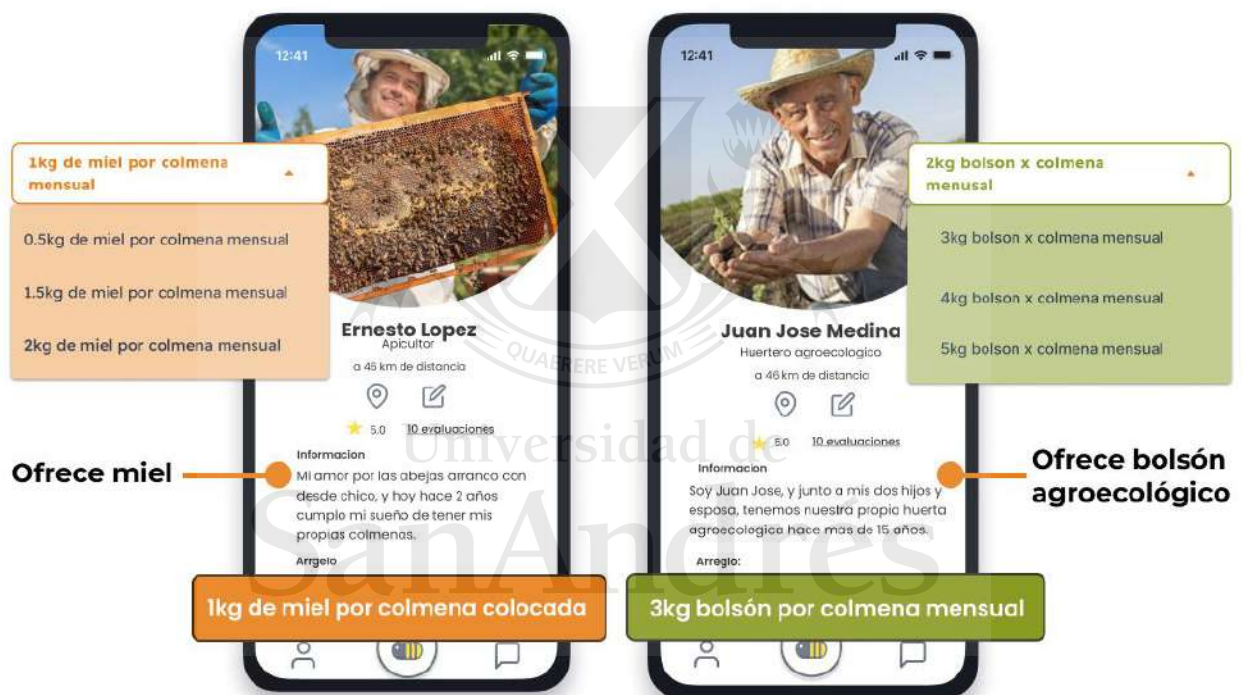 12:41
1kg de miel por colmena
mensual
0.5kg de miel por colmena mensual
1.5kg de miel por colmena mensual
2kg de miel por colmena mensual
Ofrece miel
Ernesto Lopez
Apicultor
a 46 km de distancia
5.0 10 evaluaciones
Informacion
Mi amor por las abejas arranco con
desde chico, y hoy hace 2 años
cumplo mi sueño de tener mis
propias colmenas.
Arrgelo
1kg de miel por colmena colocada
12:41
2kg bolson x colmena
menusal
3kg bolson x colmena mensual
4kg bolson x colmena mensual
5kg bolson x colmena mensual
Juan Jose Medina
Huertero agroecologico
a 46 km de distancia
5.0 10 evaluaciones
Informacion
Soy Juan Jose, y junto a mis dos hijos y
esposa, tenemos nuestra propia huerta
agroecologica hace mas de 15 años.
Arreglo:
3kg bolsón por colmena mensual
Ofrece bolsón
agroecológico
QUAERERE VERUM
Universidad de
SanAndrés